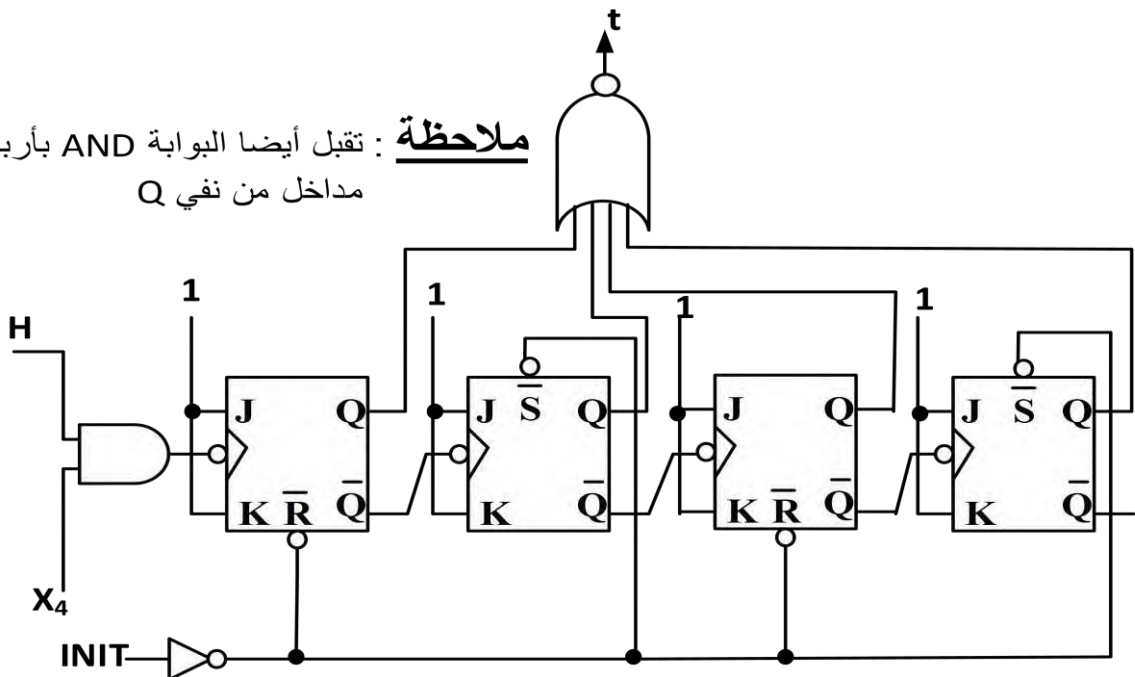 t
ملاحظة : تقبل أيضا البوابة AND بأرب
مداخل من نفي Q
1
1
1
1
H
J Q
J S̅ Q
J Q
J S̅ Q
K R̅ Q̅
K Q̅
K R̅ Q̅
K Q̅
X₄
INIT